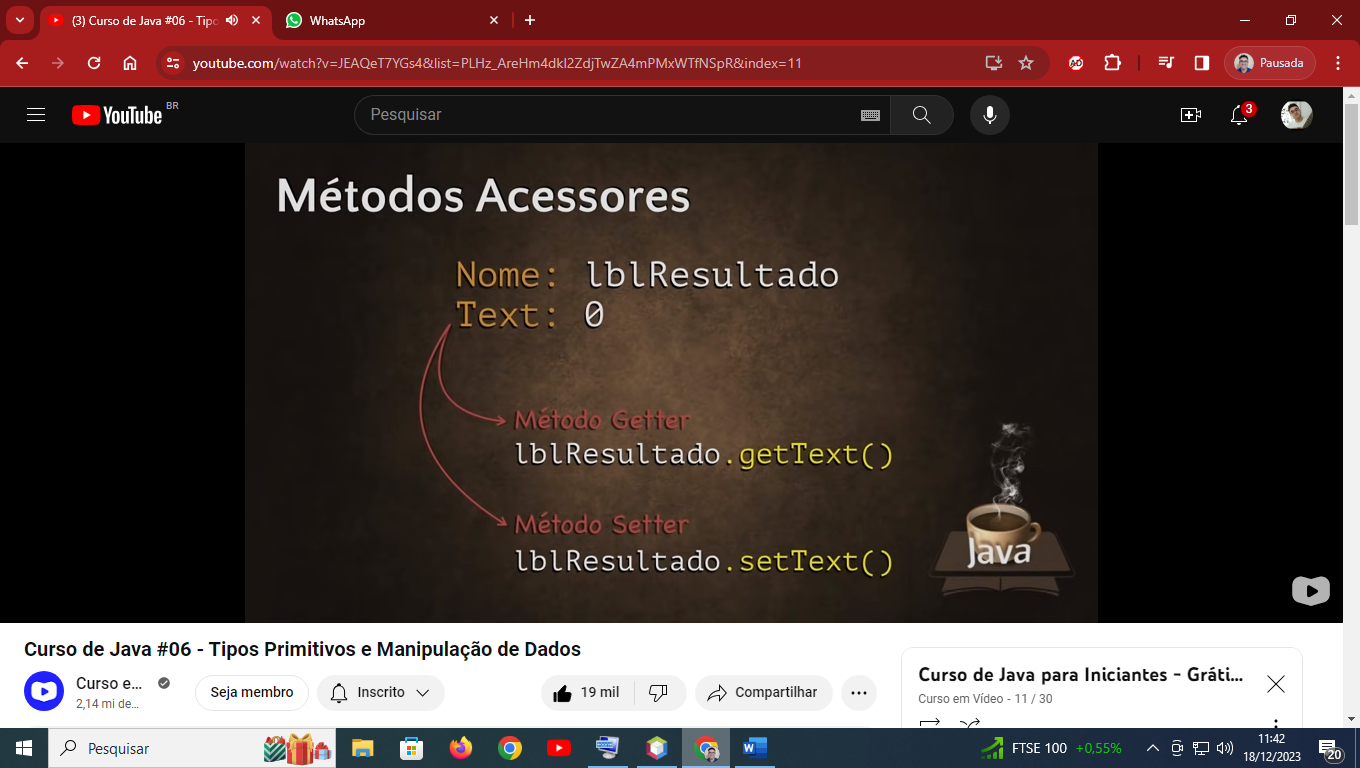 (3) Curso de Java #06 - Tipo
WhatsApp
youtube.com/watch?v=JEAQeT7YGs4&list=PLHz_AreHm4dkI2ZdjTwZA4mPMxWTfNSpR&index=11
Pausada
YouTube BR
Pesquisar
3
Métodos Acessores
Nome: lblResultado
Text: 0
Método Getter
lblResultado.getText()
Método Setter
lblResultado.setText()
Java
Curso de Java #06 - Tipos Primitivos e Manipulação de Dados
Curso e...
2,14 mi de...
Seja membro
Inscrito
19 mil
Compartilhar
Curso de Java para Iniciantes - Gráti...
Curso em Vídeo - 11 / 30
Pesquisar
W
FTSE 100 +0,55%
11:42
18/12/2023
20